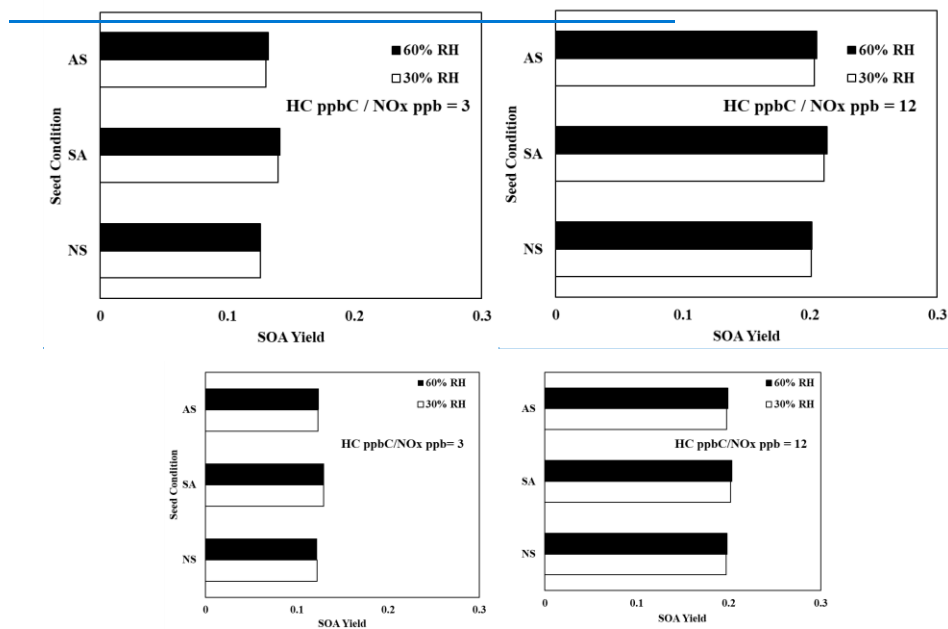 AS
60% RH
30% RH
HC ppbC / NOx ppb = 3
SA
NS
Seed Condition
0 0.1 0.2 0.3
SOA Yield
AS
60% RH
30% RH
HC ppbC / NOx ppb = 12
SA
NS
Seed Condition
0 0.1 0.2 0.3
SOA Yield
AS
60% RH
30% RH
HC ppbC/NOx ppb= 3
SA
NS
Seed Condition
0 0.1 0.2 0.3
SOA Yield
AS
60% RH
30% RH
HC ppbC/NOx ppb = 12
SA
NS
0 0.1 0.2 0.3
SOA Yield